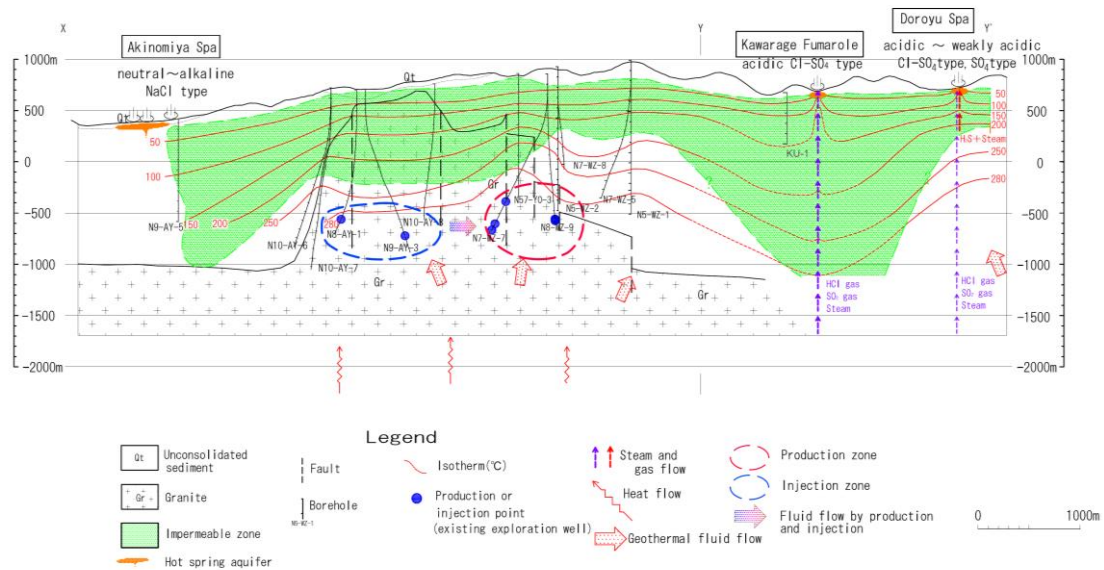 X
Y
Y'
Akinomiya Spa
neutral~alkaline
NaCl type
Kawarage Fumarole
acidic Cl-SO₄ type
Doroyu Spa
acidic ~ weakly acidic
Cl-SO₄type, SO₄type
1000m
500
0
-500
-1000
-1500
-2000m
1000m
500
0
-500
-1000
-1500
-2000m
Qt
Qt
50
100
50
200
250
280
50
100
150
200
250
280
H₂S+Steam
KU-1
N7-WZ-8
N7-WZ-5
N6-WZ-2
N5-WZ-1
N8-WZ-9
N57-YO-3
N7-WZ-7
Gr
N9-AY-5
N10-AY-6
N10-AY-7
N8-AY-1
N9-AY-3
Gr
Gr
HCl gas
SO₂ gas
Steam
HCl gas
SO₂ gas
Steam
Legend
Qt Unconsolidated sediment
Gr Granite
Impermeable zone
Hot spring aquifer
Fault
Borehole
N5-WZ-1
Isotherm(℃)
Production or
injection point
(existing exploration well)
Steam and
gas flow
Heat flow
Geothermal fluid flow
Production zone
Injection zone
Fluid flow by production
and injection
0 1000m